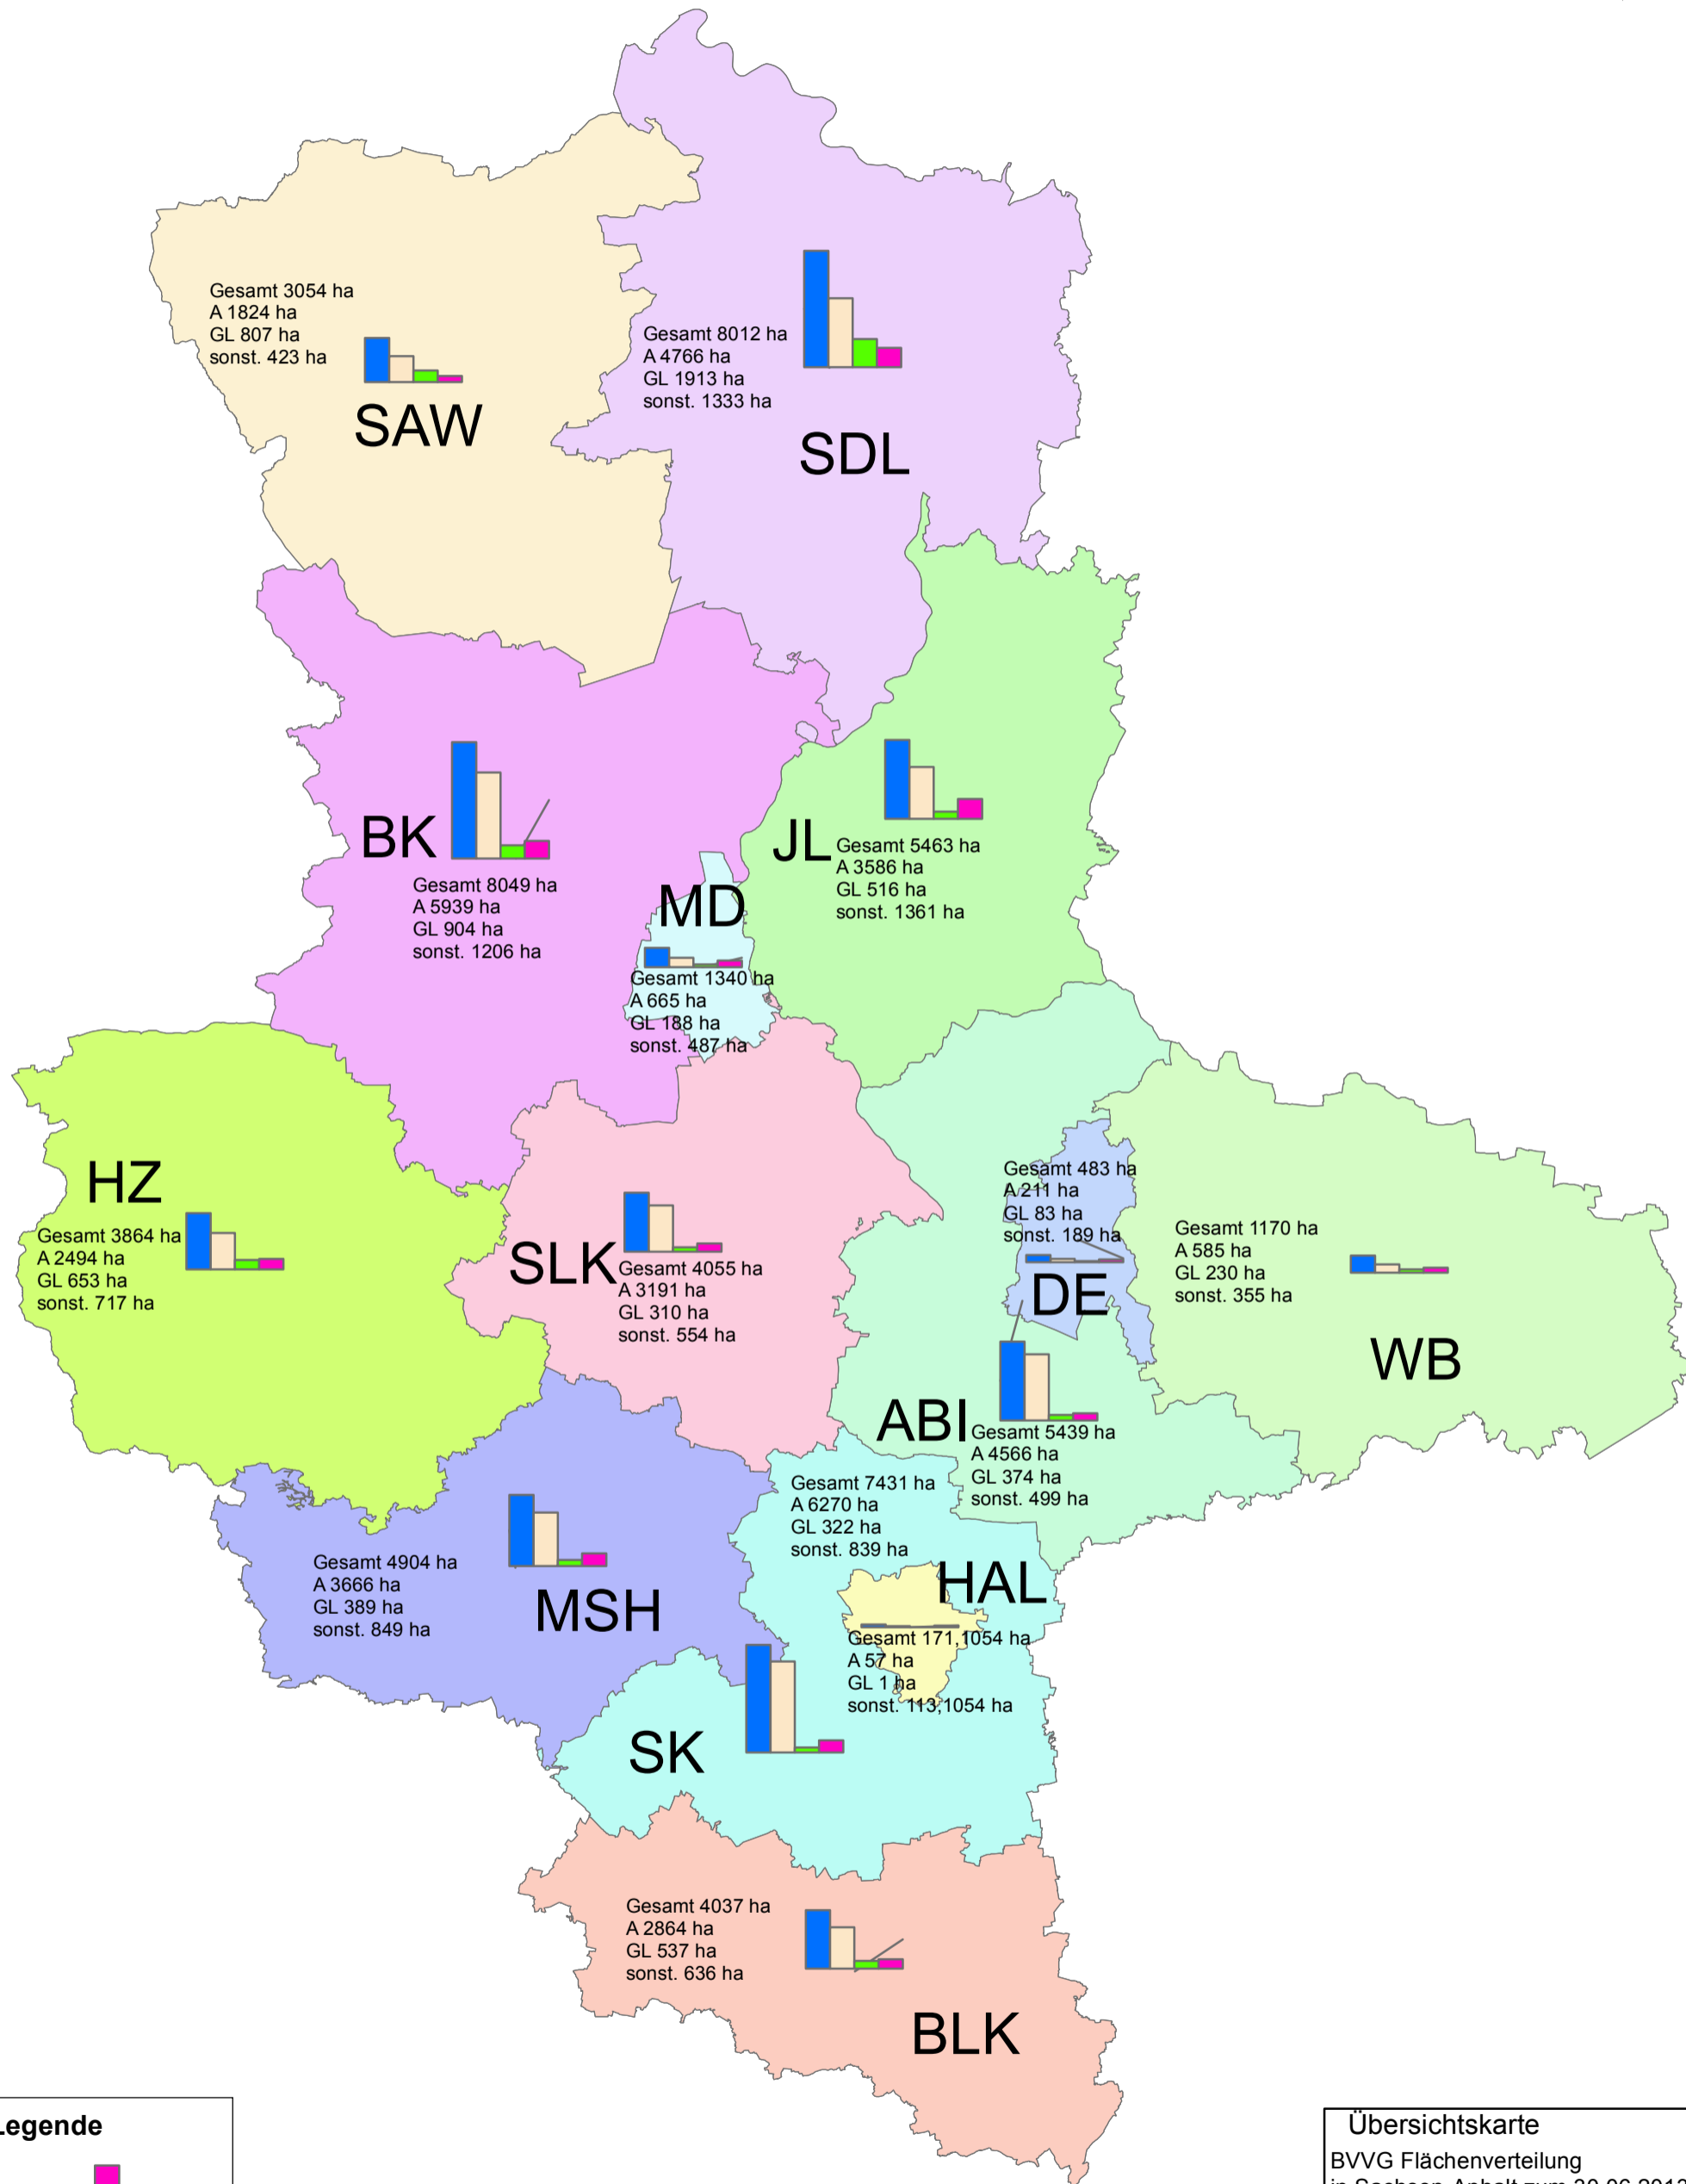 Gesamt 3054 ha
A 1824 ha
GL 807 ha
sonst. 423 ha
SAW
Gesamt 8012 ha
A 4766 ha
GL 1913 ha
sonst. 1333 ha
SDL
BK
Gesamt 8049 ha
A 5939 ha
GL 904 ha
sonst. 1206 ha
JL
Gesamt 5463 ha
A 3586 ha
GL 516 ha
sonst. 1361 ha
MD
Gesamt 1340 ha
A 665 ha
GL 188 ha
sonst. 487 ha
HZ
Gesamt 3864 ha
A 2494 ha
GL 653 ha
sonst. 717 ha
SLK
Gesamt 4055 ha
A 3191 ha
GL 310 ha
sonst. 554 ha
Gesamt 483 ha
A 211 ha
GL 83 ha
sonst. 189 ha
DE
Gesamt 1170 ha
A 585 ha
GL 230 ha
sonst. 355 ha
WB
ABI
Gesamt 5439 ha
A 4566 ha
GL 374 ha
sonst. 499 ha
Gesamt 4904 ha
A 3666 ha
GL 389 ha
sonst. 849 ha
MSH
Gesamt 7431 ha
A 6270 ha
GL 322 ha
sonst. 839 ha
HAL
Gesamt 171,1054 ha
A 57 ha
GL 1 ha
sonst. 113,1054 ha
SK
Gesamt 4037 ha
A 2864 ha
GL 537 ha
sonst. 636 ha
BLK
Legende
Übersichtskarte
BVVG Flächenverteilung
in Sachsen-Anhalt zum 30.06.2013